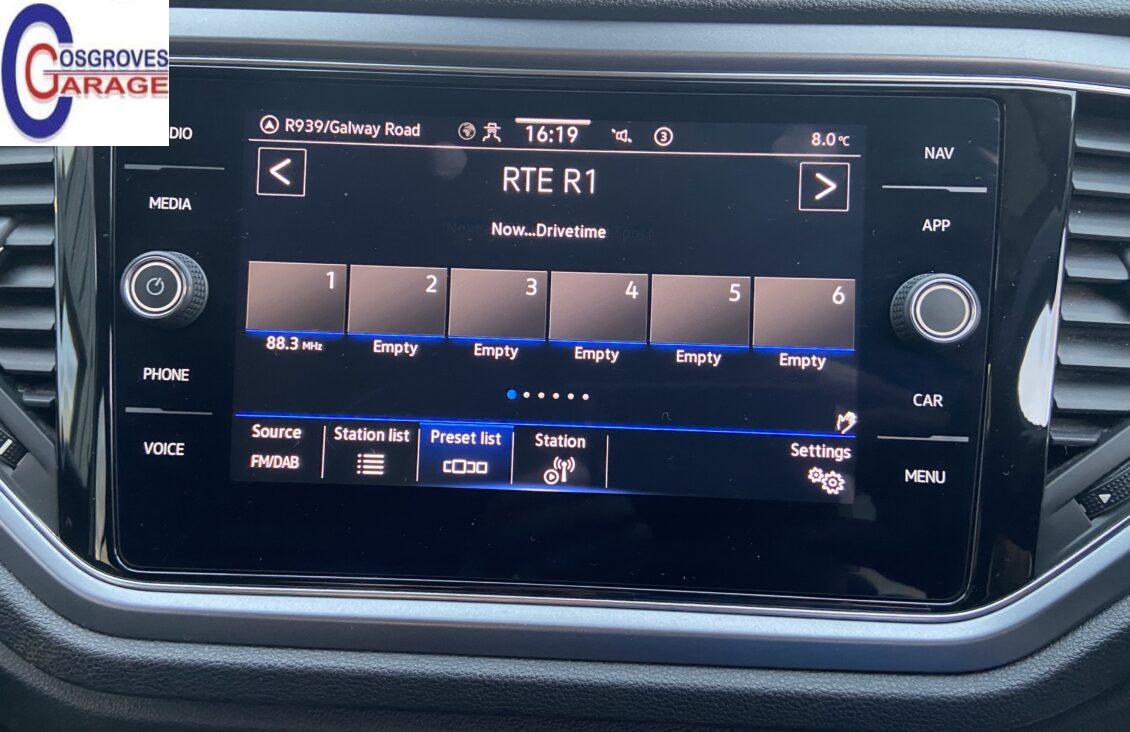 COSGROVES
GARAGE
DIO
MEDIA
PHONE
VOICE
R939/Galway Road
16:19
3
8.0°C
<
RTE R1
>
Now...Drivetime
1
2
3
4
5
6
88.3 MHz
Empty
Empty
Empty
Empty
Empty
Source
FM/DAB
Station list
Preset list
Station
Settings
NAV
APP
CAR
MENU